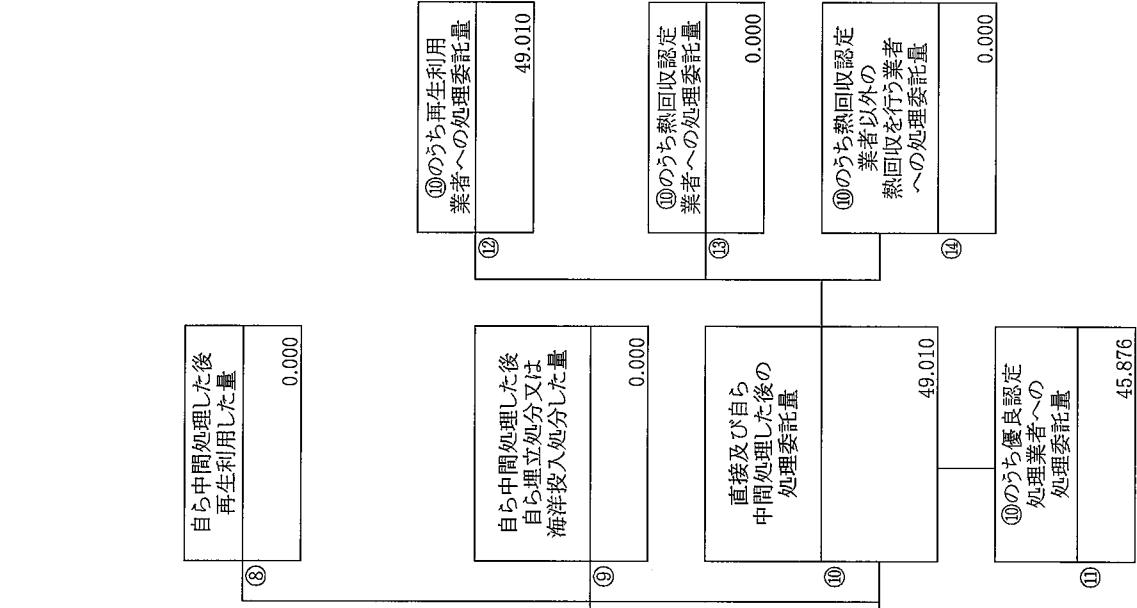 ⑧
自ら中間処理した後
再生利用した量
0.000
⑨
自ら中間処理した後
自ら埋立処分又は
海洋投入処分した量
0.000
⑩
直接及び自ら
中間処理した後の
処理委託量
49.010
⑪
⑩のうち優良認定
処理業者への
処理委託量
45.876
⑫
⑩のうち再生利用
業者への処理委託量
49.010
⑬
⑩のうち熱回収認定
業者への処理委託量
0.000
⑭
⑩のうち熱回収認定
業者以外の
熱回収を行う業者
への処理委託量
0.000